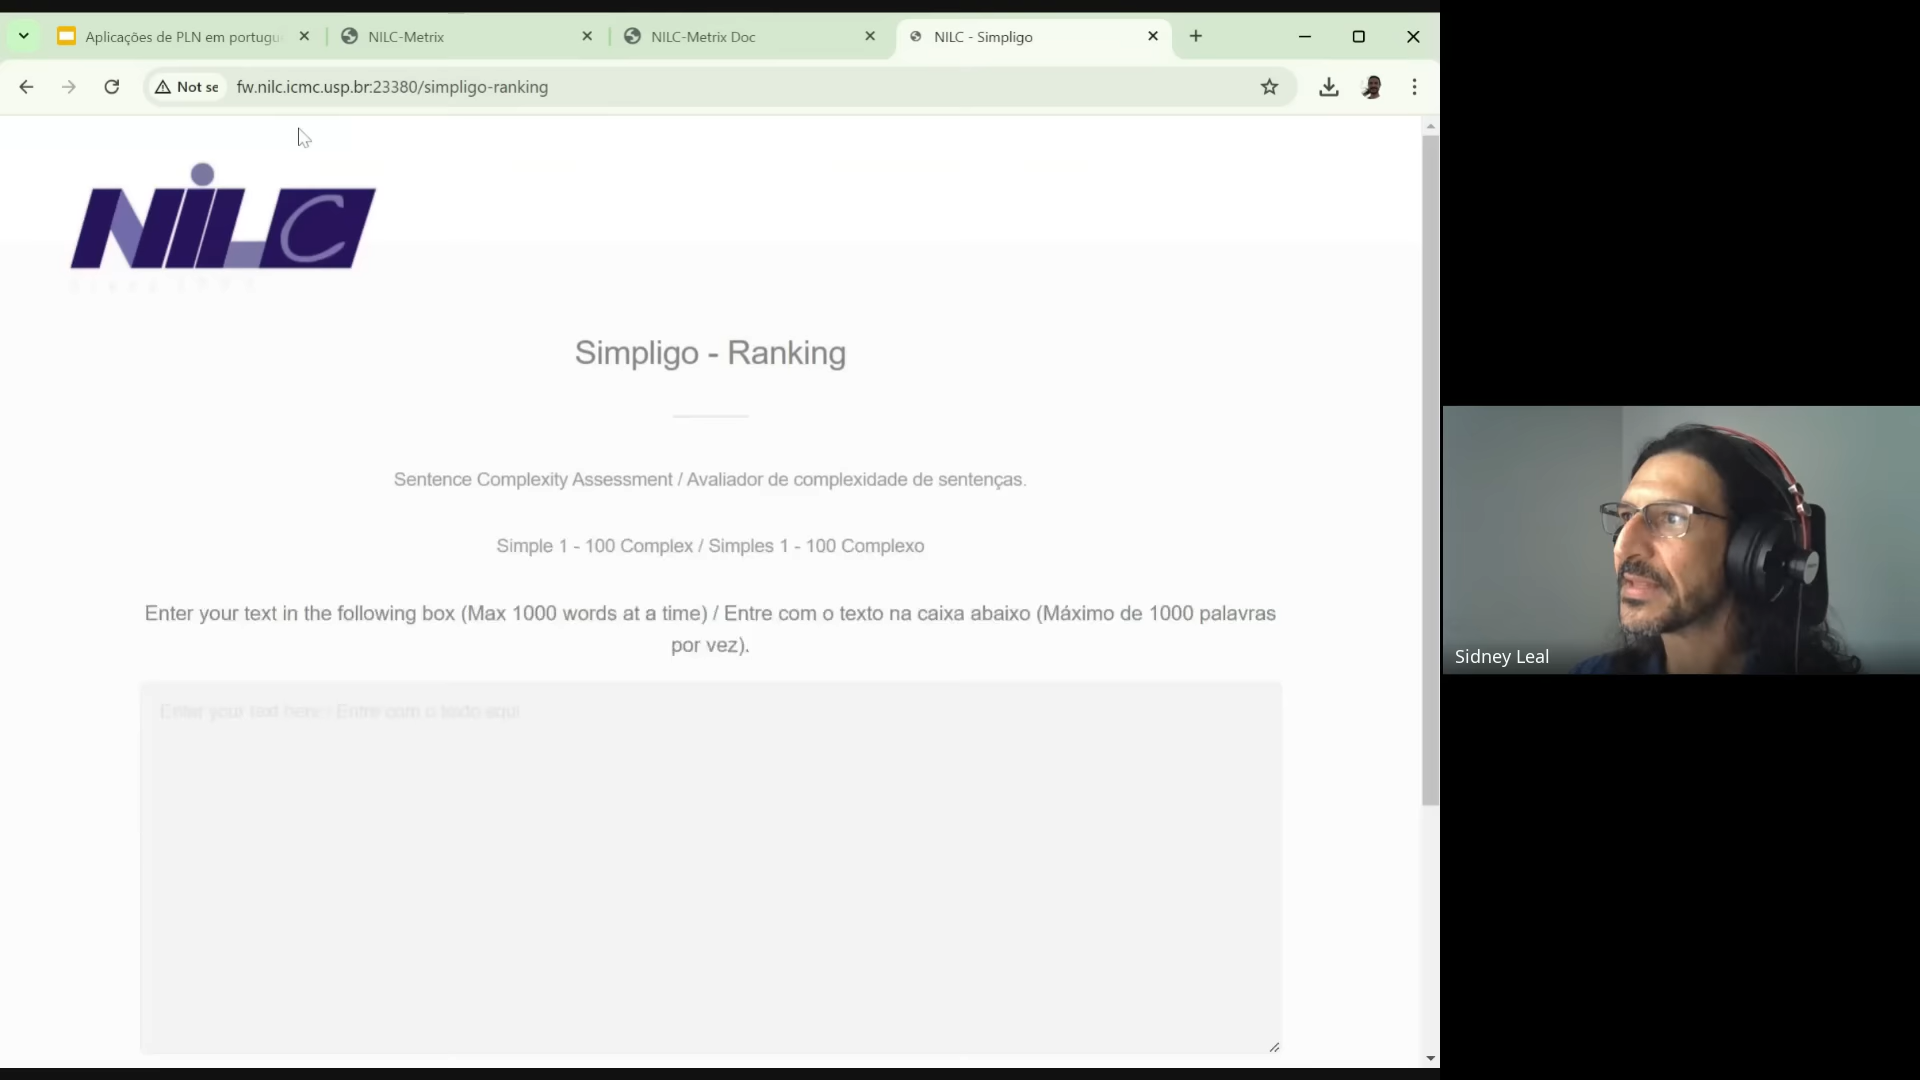 Aplicações de PLN em portugu
NILC-Metrix
NILC-Metrix Doc
NILC - Simpligo
Not se
fw.nilc.icmc.usp.br:23380/simpligo-ranking
NILC
Simpligo - Ranking
Sentence Complexity Assessment / Avaliador de complexidade de sentenças.
Simple 1 - 100 Complex / Simples 1 - 100 Complexo
Enter your text in the following box (Max 1000 words at a time) / Entre com o texto na caixa abaixo (Máximo de 1000 palavras
por vez).
Enter your text here / Entre com o texto aqui
Sidney Leal